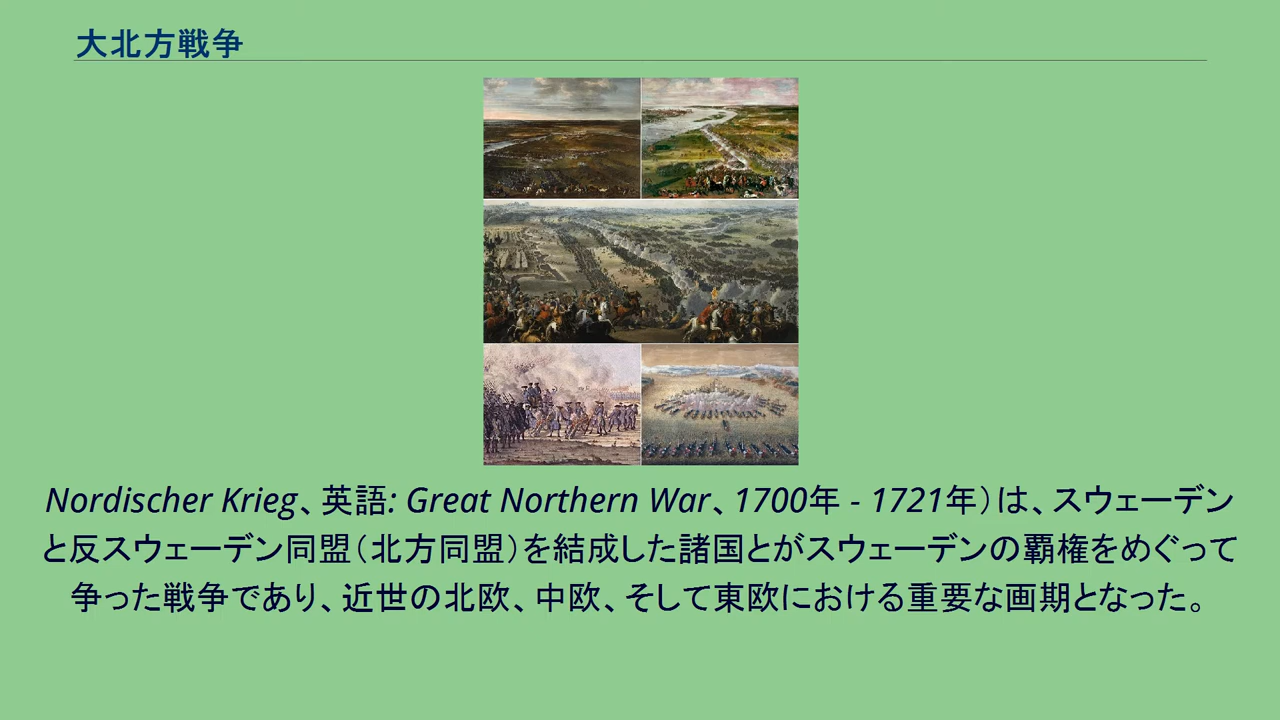 大北方戦争
Nordischer Krieg、英語: Great Northern War、1700年 - 1721年）は、スウェーデン
と反スウェーデン同盟（北方同盟）を結成した諸国とがスウェーデンの覇権をめぐって
争った戦争であり、近世の北欧、中欧、そして東欧における重要な画期となった。